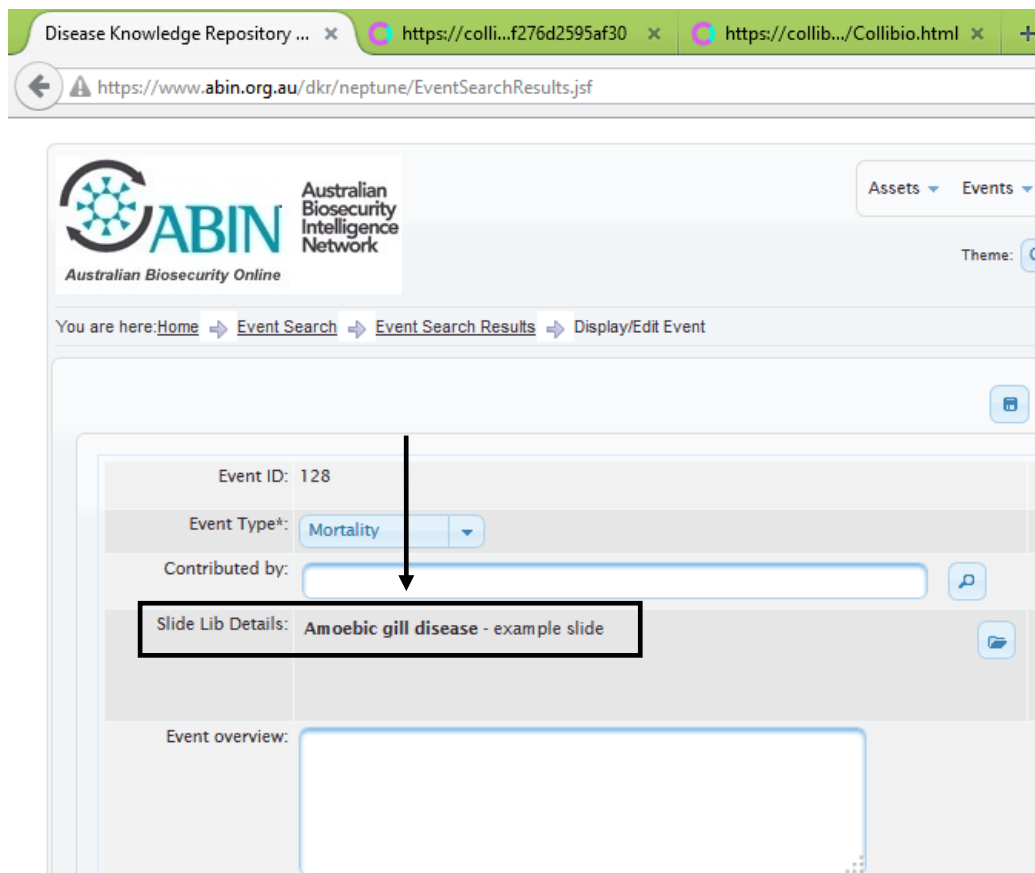 Disease Knowledge Repository ...
https://colli...f276d2595af30
https://collib.../Collibio.html
https://www.abin.org.au/dkr/neptune/EventSearchResults.jsf
ABIN
Australian Biosecurity Online
Australian
Biosecurity
Intelligence
Network
Assets
Events
Theme:
You are here:Home Event Search Event Search Results Display/Edit Event
Event ID: 128
Event Type*: Mortality
Contributed by:
Slide Lib Details: Amoebic gill disease - example slide
Event overview: